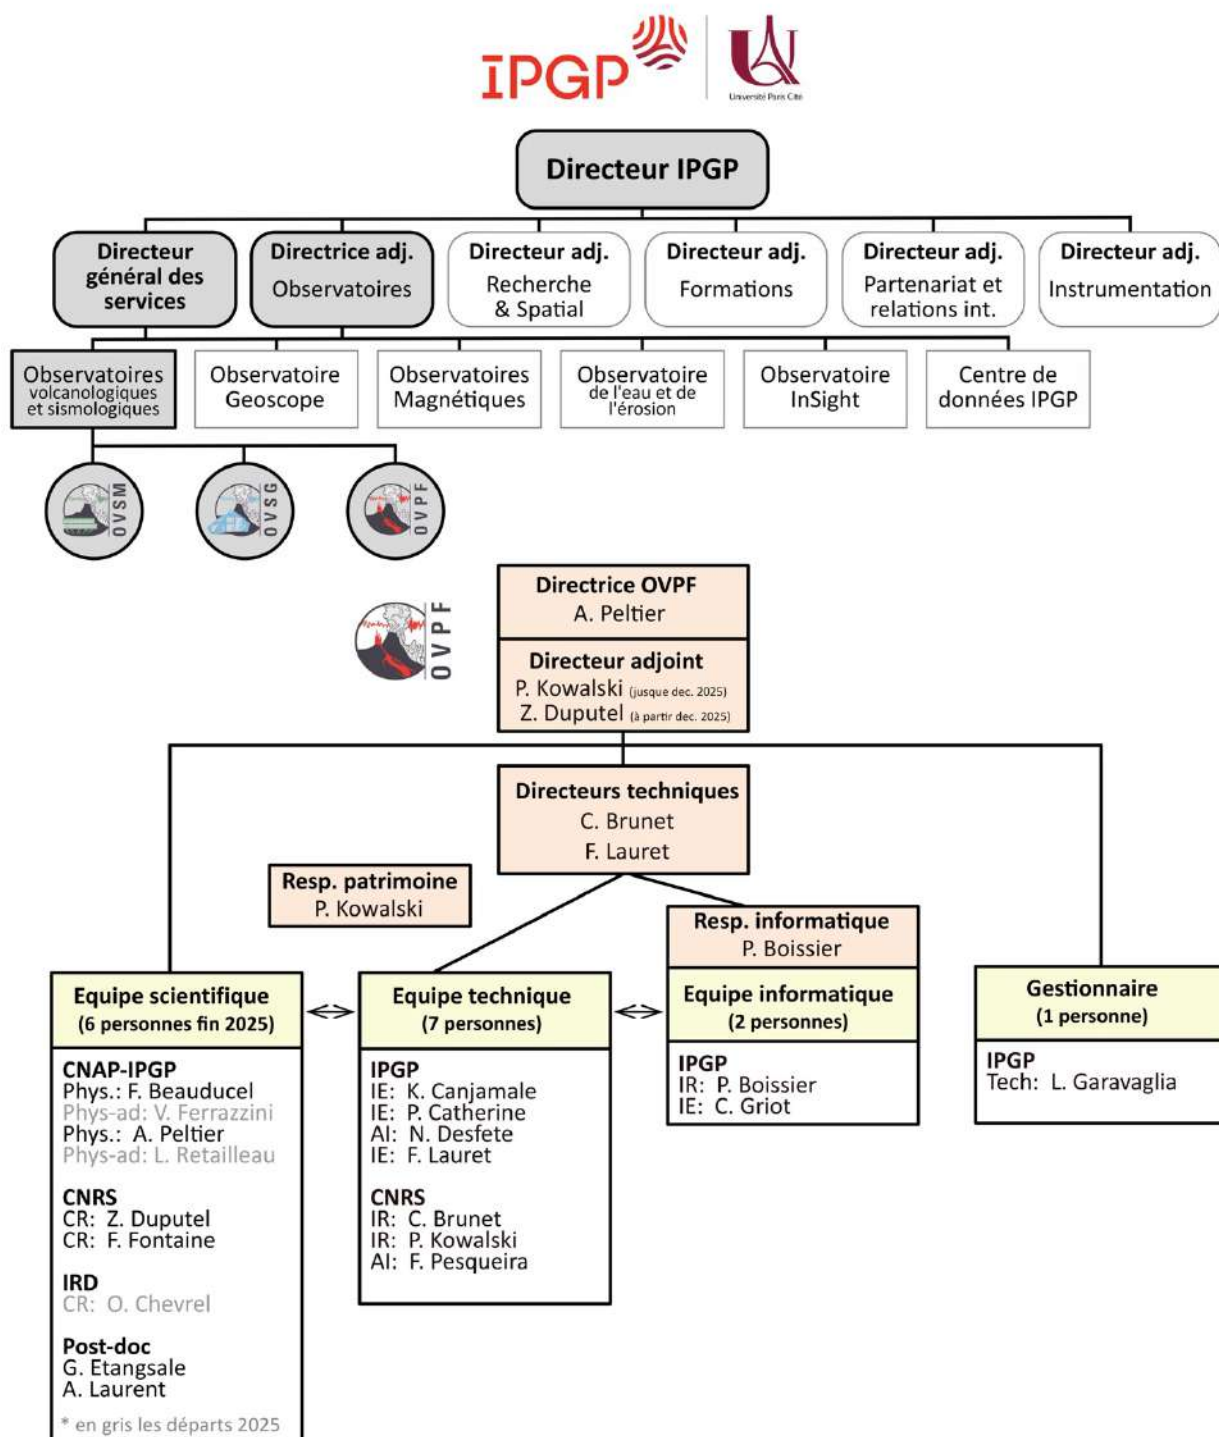 IPGP
Université Paris Cité
Directeur IPGP
Directeur
général des
services
Directrice adj.
Observatoires
Directeur adj.
Recherche
& Spatial
Directeur adj.
Formations
Directeur adj.
Partenariat et
relations int.
Directeur adj.
Instrumentation
Observatoires
volcanologiques
et sismologiques
Observatoire
Geoscope
Observatoires
Magnétiques
Observatoire
de l'eau et de
l'érosion
Observatoire
InSight
Centre de
données IPGP
OVSM
OVSG
OVPF
OVPF
Directrice OVPF
A. Peltier
Directeur adjoint
P. Kowalski (jusque dec. 2025)
Z. Duputel (à partir dec. 2025)
Directeurs techniques
C. Brunet
F. Lauret
Resp. patrimoine
P. Kowalski
Resp. informatique
P. Boissier
Equipe scientifique
(6 personnes fin 2025)
CNAP-IPGP
Phys.: F. Beauducel
Phys-ad: V. Ferrazzini
Phys.: A. Peltier
Phys-ad: L. Retailleau
CNRS
CR: Z. Duputel
CR: F. Fontaine
IRD
CR: O. Chevrel
Post-doc
G. Etangsale
A. Laurent
* en gris les départs 2025
Equipe technique
(7 personnes)
IPGP
IE: K. Canjamale
IE: P. Catherine
AI: N. Desfete
IE: F. Lauret
CNRS
IR: C. Brunet
IR: P. Kowalski
AI: F. Pesqueira
Equipe informatique
(2 personnes)
IPGP
IR: P. Boissier
IE: C. Griot
Gestionnaire
(1 personne)
IPGP
Tech: L. Garavaglia